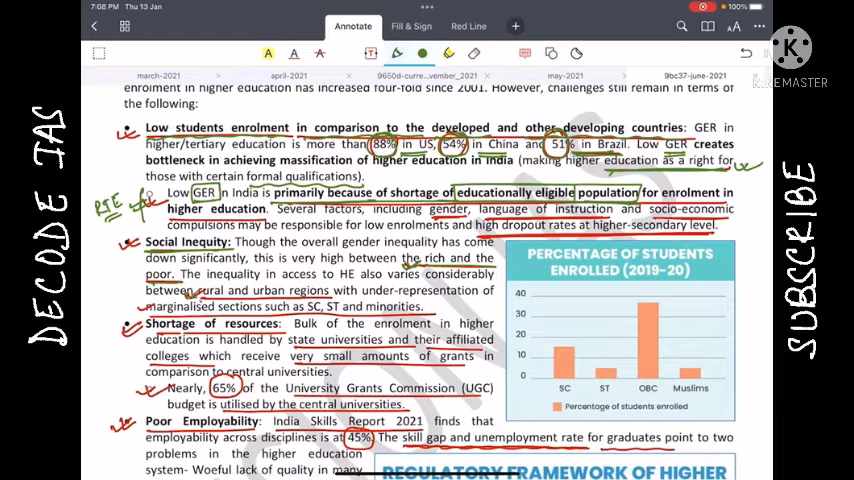 7:08 PM Thu 13 Jan
100%
Annotate
Fill & Sign
Red Line
AA
A A A T
march-2021
april-2021
9650d-curre...vember_2021
may-2021
9bc37-june-2021
K
KINEMASTER
DECODE IAS
SUBSCRIBE
enrolment in higher education has increased four-fold since 2001. However, challenges still remain in terms of
the following:
• Low students enrolment in comparison to the developed and other developing countries: GER in
higher/tertiary education is more than 88% in US, 54% in China and 51% in Brazil. Low GER creates
bottleneck in achieving massification of higher education in india (making higher education as a right for
those with certain formal qualifications).
RTE
o Low GER in India is primarily because of shortage of educationally eligible population for enrolment in
higher education. Several factors, including gender, language of instruction and socio-economic
compulsions may be responsible for low enrolments and high dropout rates at higher-secondary level.
• Social Inequity: Though the overall gender inequality has come
down significantly, this is very high between the rich and the
poor. The inequality in access to HE also varies considerably
between rural and urban regions with under-representation of
marginalised sections such as SC, ST and minorities.
• Shortage of resources: Bulk of the enrolment in higher
education is handled by state universities and their affiliated
colleges which receive very small amounts of grants in
comparison to central universities.
Nearly, 65% of the University Grants Commission (UGC)
budget is utilised by the central universities.
• Poor Employability: India Skills Report 2021 finds that
employability across disciplines is at 45%. The skill gap and unemployment rate for graduates point to two
problems in the higher education
system- Woeful lack of quality in many
PERCENTAGE OF STUDENTS
ENROLLED (2019-20)
40
30
20
10
0
SC
ST
OBC
Muslims
Percentage of students enrolled
REGULATORY FRAMEWORK OF HIGHER